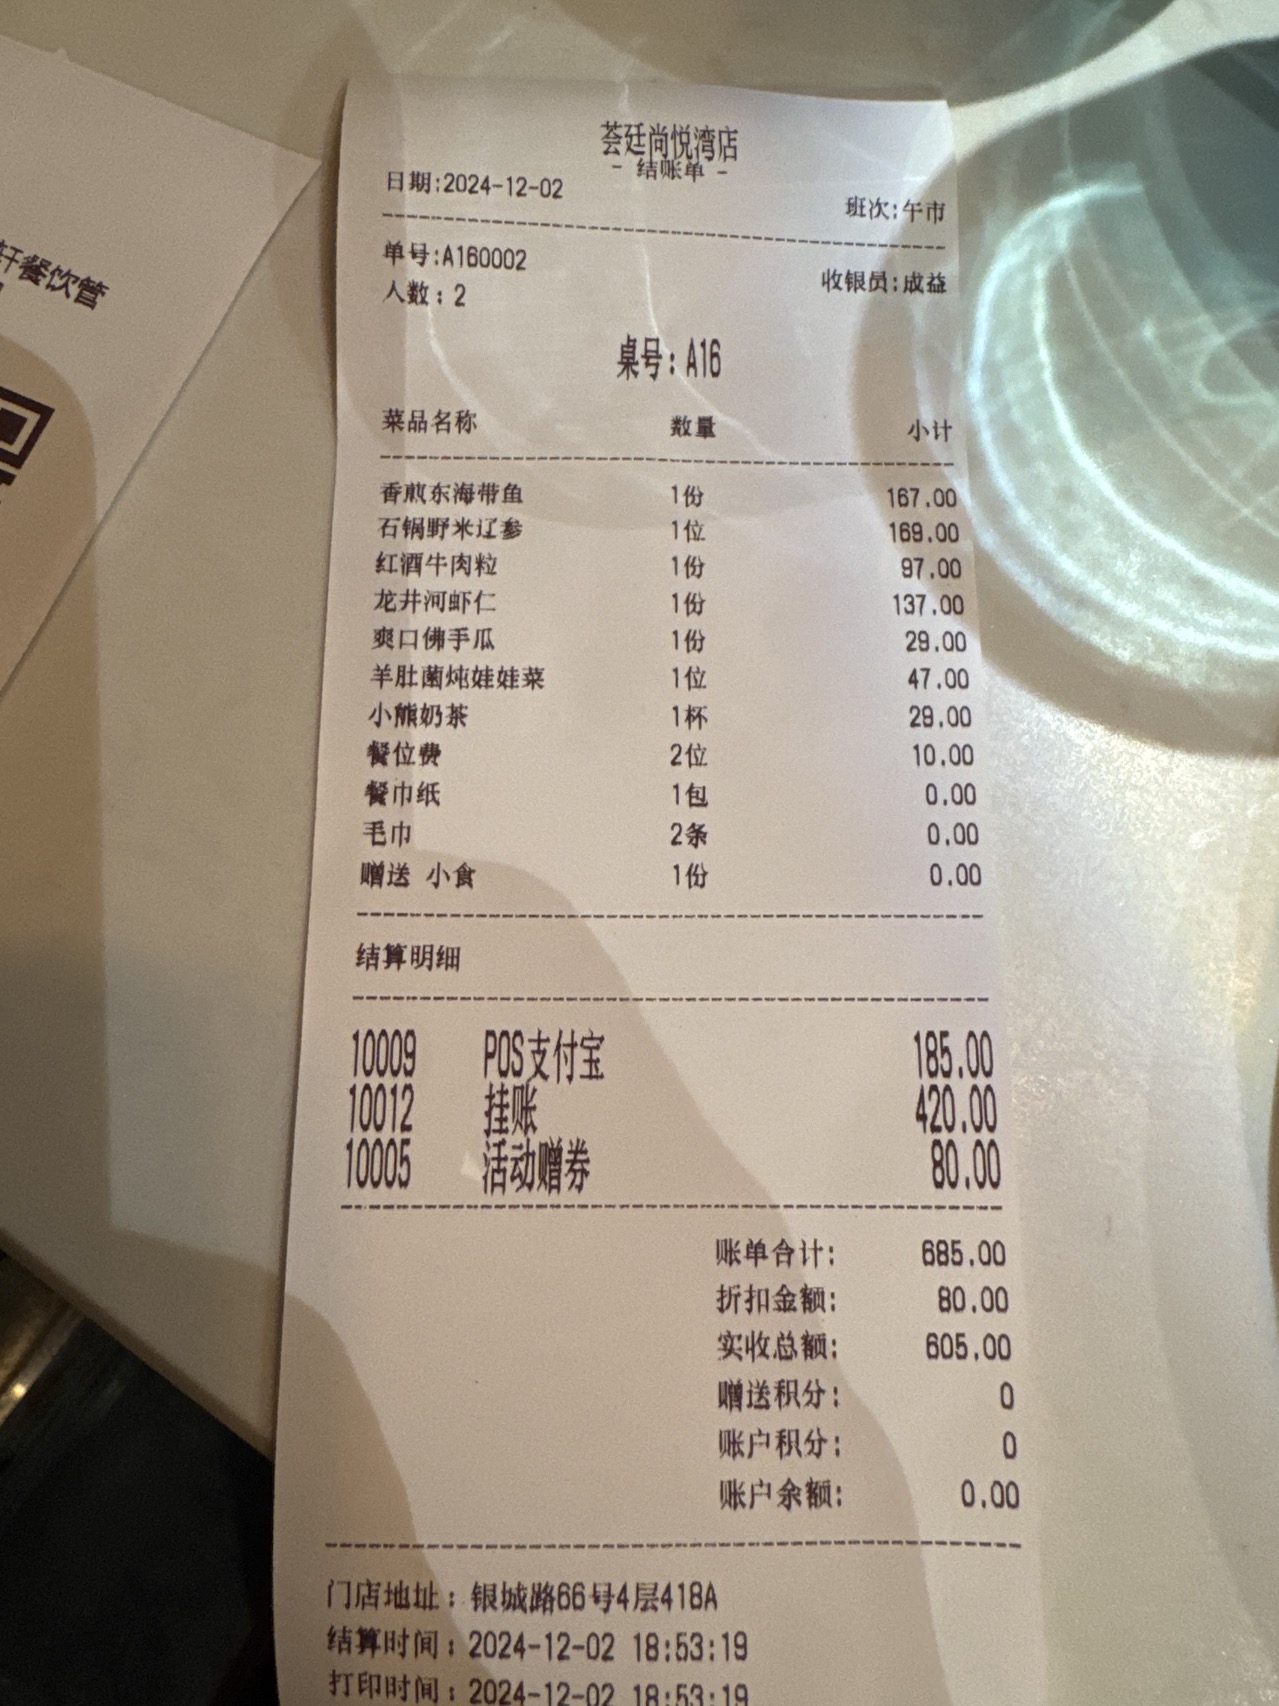 轩餐饮管
荟廷尚悦湾店
- 结账单 -
日期:2024-12-02
班次:午市
单号:A160002
收银员:成益
人数:2
桌号:A16
菜品名称 数量 小计
香煎东海带鱼 1份 167.00
石锅野米辽参 1位 169.00
红酒牛肉粒 1份 97.00
龙井河虾仁 1份 137.00
爽口佛手瓜 1份 29.00
羊肚菌炖娃娃菜 1位 47.00
小熊奶茶 1杯 29.00
餐位费 2位 10.00
餐巾纸 1包 0.00
毛巾 2条 0.00
赠送 小食 1份 0.00
结算明细
10009 POS支付宝 185.00
10012 挂账 420.00
10005 活动赠券 80.00
账单合计: 685.00
折扣金额: 80.00
实收总额: 605.00
赠送积分: 0
账户积分: 0
账户余额: 0.00
门店地址:银城路66号4层418A
结算时间:2024-12-02 18:53:19
打印时间:2024-12-02 18:53:19